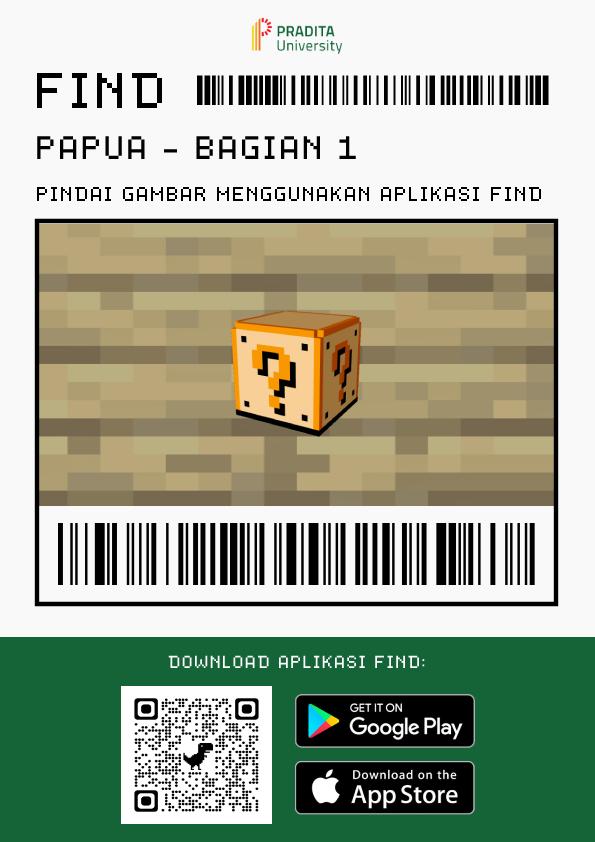 PRADITA
University
FIND
PAPUA - BAGIAN 1
PINDAI GAMBAR MENGGUNAKAN APLIKASI FIND
?
?
DOWNLOAD APLIKASI FIND:
GET IT ON
Google Play
Download on the
App Store